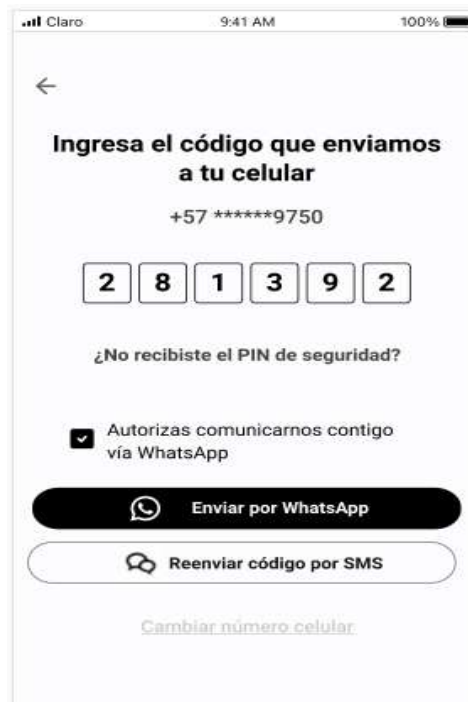 Claro 9:41 AM 100%
Ingresa el código que enviamos
a tu celular
+57 ******9750
2 8 1 3 9 2
¿No recibiste el PIN de seguridad?
Autorizas comunicarnos contigo
vía WhatsApp
Enviar por WhatsApp
Reenviar código por SMS
Cambiar número celular